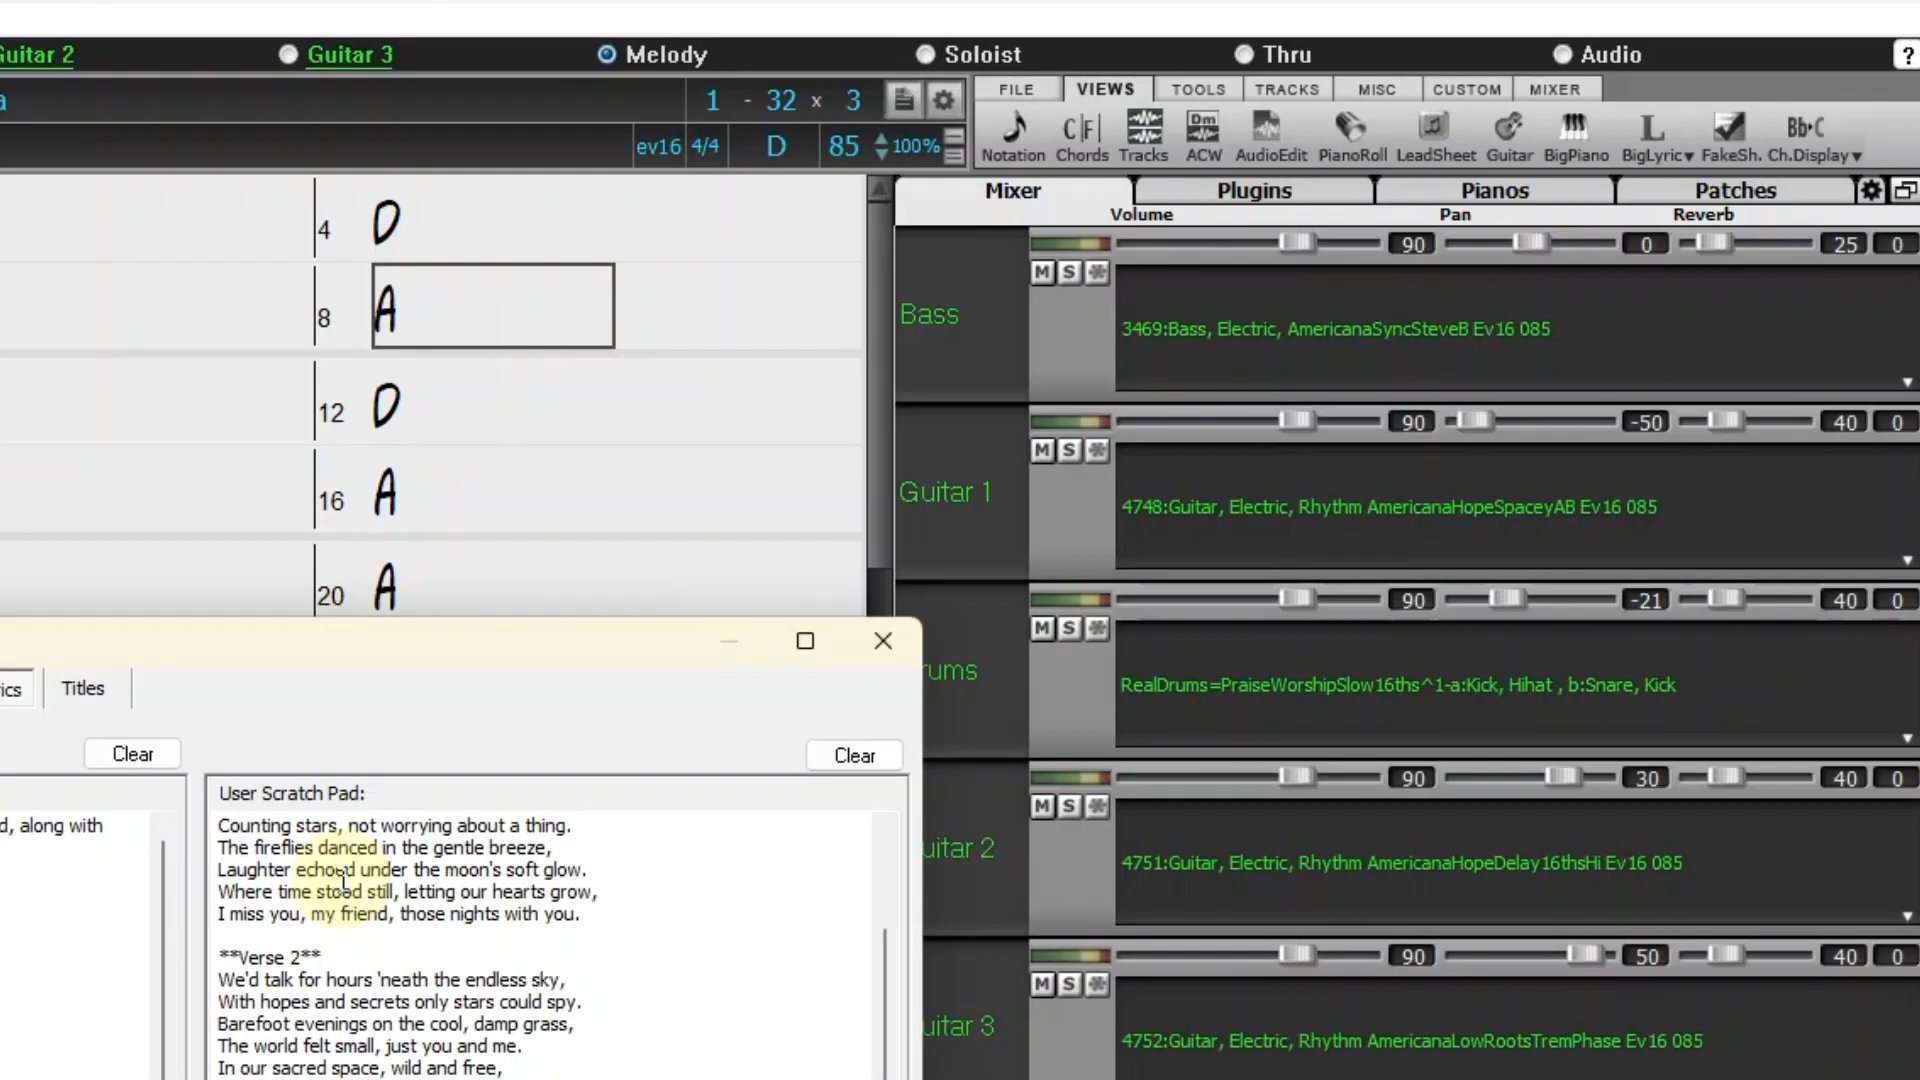 Guitar 2 Guitar 3 Melody Soliost Thru Audio ?
a 1 - 32 x 3
FILE VIEWS TOOLS TRACKS MISC CUSTOM MIXER
ev16 4/4 D 85 100%
Notation Chords Tracks ACW AudioEdit PianoRoll LeadSheet Guitar BigPiano BigLyric FakeSh. Ch.Display
Mixer Plugins Pianos Patches
Volume Pan Reverb
4 D
8 A
12 D
16 A
20 A
90 0 25 0
M S
Bass
3469:Bass, Electric, AmericanaSyncSteveB Ev16 085
90 -50 40 0
M S
Guitar 1
4748:Guitar, Electric, Rhythm AmericanaHopeSpaceyAB Ev16 085
90 -21 40 0
M S
rums
RealDrums=PraiseWorshipSlow16ths^1-a:Kick, Hihat , b:Snare, Kick
90 30 40 0
M S
uitar 2
4751:Guitar, Electric, Rhythm AmericanaHopeDelay16thsHi Ev16 085
90 50 40 0
M S
uitar 3
4752:Guitar, Electric, Rhythm AmericanaLowRootsTremPhase Ev16 085
ics Titles
Clear Clear
d, along with
User Scratch Pad:
Counting stars, not worrying about a thing.
The fireflies danced in the gentle breeze,
Laughter echoed under the moon's soft glow.
Where time stood still, letting our hearts grow,
I miss you, my friend, those nights with you.
**Verse 2**
We'd talk for hours 'neath the endless sky,
With hopes and secrets only stars could spy.
Barefoot evenings on the cool, damp grass,
The world felt small, just you and me.
In our sacred space, wild and free,